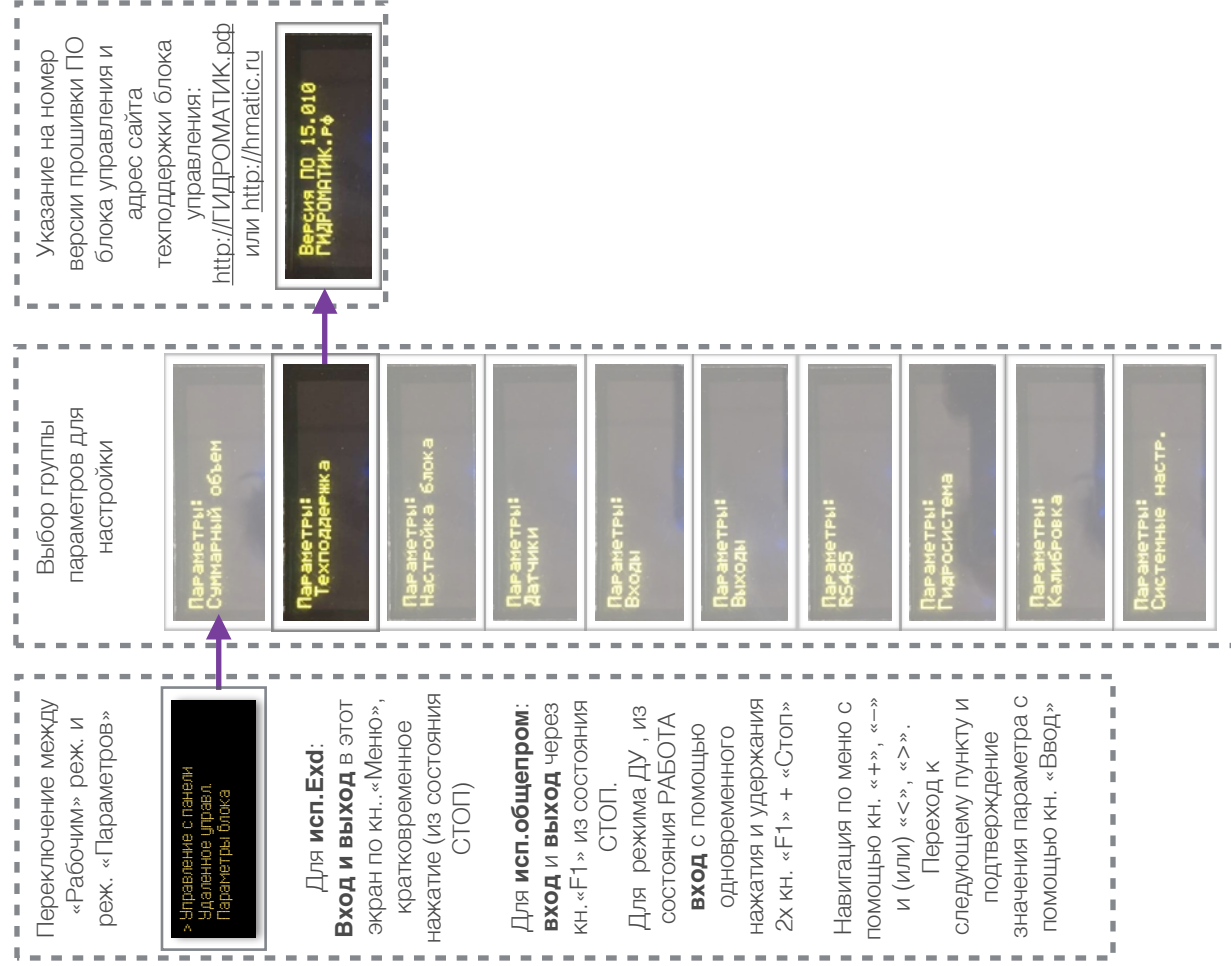 Переключение между
«Рабочим» реж. и
реж. «Параметров»
> Управление с панели
Удаленное управл.
Параметры блока
Для исп.Exd:
Вход и выход в этот
экран по кн.«Меню»,
кратковременное
нажатие (из состояния
СТОП)
Для исп.общепром:
вход и выход через
кн.«F1» из состояния
СТОП.
Для режима ДУ , из
состояния РАБОТА
вход с помощью
одновременного
нажатия и удержания
2х кн. «F1» + «Стоп»
Навигация по меню с
помощью кн. «+», «–»
и (или) «<», «>».
Переход к
следующему пункту и
подтверждение
значения параметра с
помощью кн. «Ввод»
Выбор группы
параметров для
настройки
Параметры:
Суммарный объем
Параметры:
Техподдержка
Параметры:
Настройка блока
Параметры:
Датчики
Параметры:
Входы
Параметры:
Выходы
Параметры:
RS485
Параметры:
Гидросистема
Параметры:
Калибровка
Параметры:
Системные настр.
Указание на номер
версии прошивки ПО
блока управления и
адрес сайта
техподдержки блока
управления:
http://ГИДРОМАТИК.рф
или http://hmatic.ru
Версия ПО 15.010
ГИДРОМАТИК.рф